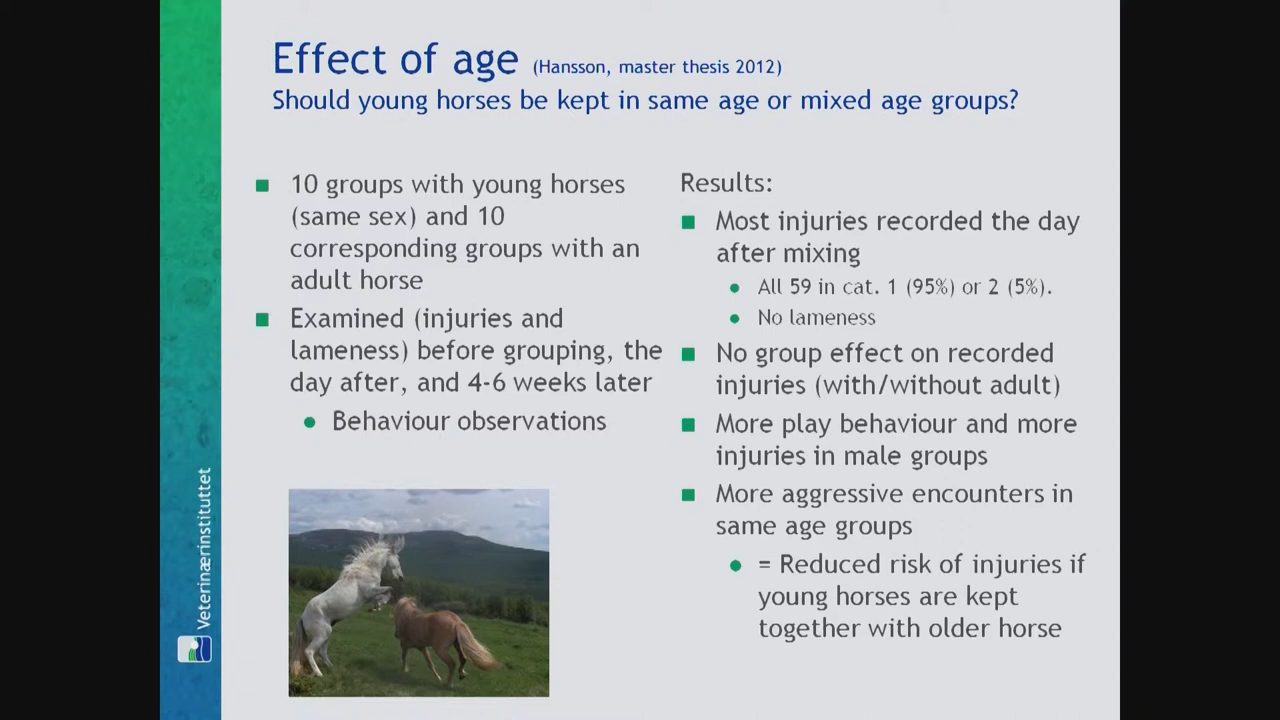 Effect of age (Hansson, master thesis 2012)
Should young horses be kept in same age or mixed age groups?
10 groups with young horses
(same sex) and 10
corresponding groups with an
adult horse
Examined (injuries and
lameness) before grouping, the
day after, and 4-6 weeks later
Behaviour observations
Results:
Most injuries recorded the day
after mixing
All 59 in cat. 1 (95%) or 2 (5%).
No lameness
No group effect on recorded
injuries (with/without adult)
More play behaviour and more
injuries in male groups
More aggressive encounters in
same age groups
= Reduced risk of injuries if
young horses are kept
together with older horse
Veterinærinstituttet